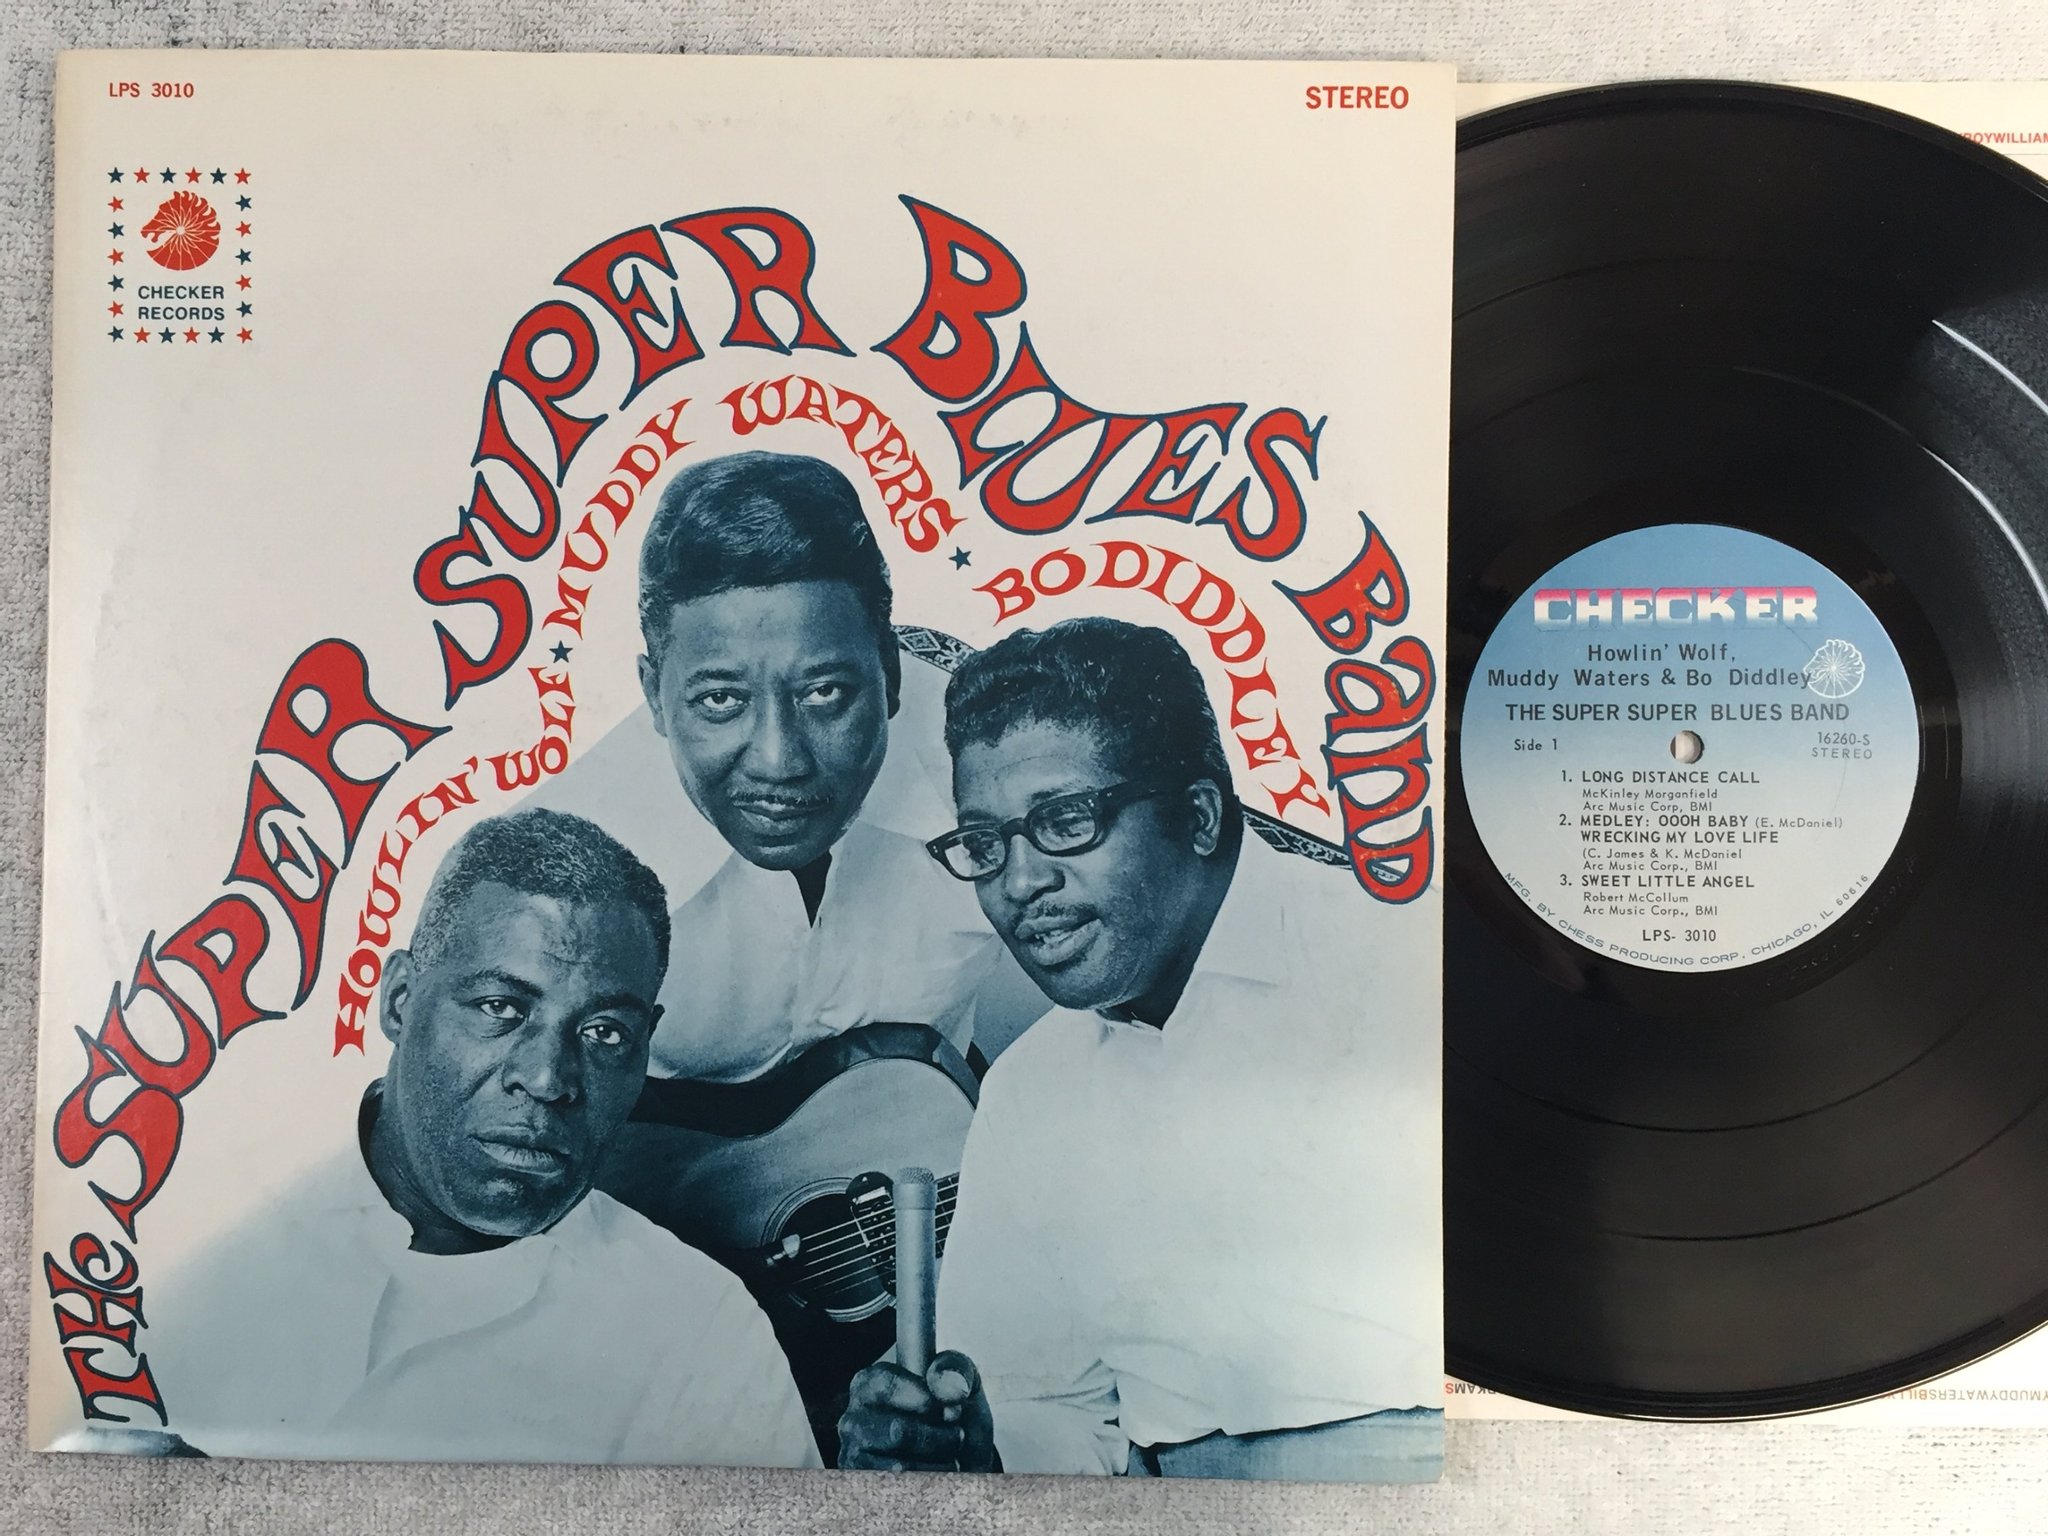 LPS 3010
STEREO
CHECKER
RECORDS
THE SUPER SUPER BLUES BAND
HOWLIN' WOLF ★ MUDDY WATERS ★ BO DIDDLEY
CHECKER
Howlin' Wolf,
Muddy Waters & Bo Diddley
THE SUPER SUPER BLUES BAND
Side 1
16260-S
STEREO
1. LONG DISTANCE CALL
McKinley Morganfield
Arc Music Corp, BMI
2. MEDLEY: OOOH BABY (E. McDaniel)
WRECKING MY LOVE LIFE
(C. James & K. McDaniel
Arc Music Corp., BMI
3. SWEET LITTLE ANGEL
Robert McCollum
Arc Music Corp., BMI
LPS- 3010
MFG. BY CHESS PRODUCING CORP. CHICAGO, IL 60616